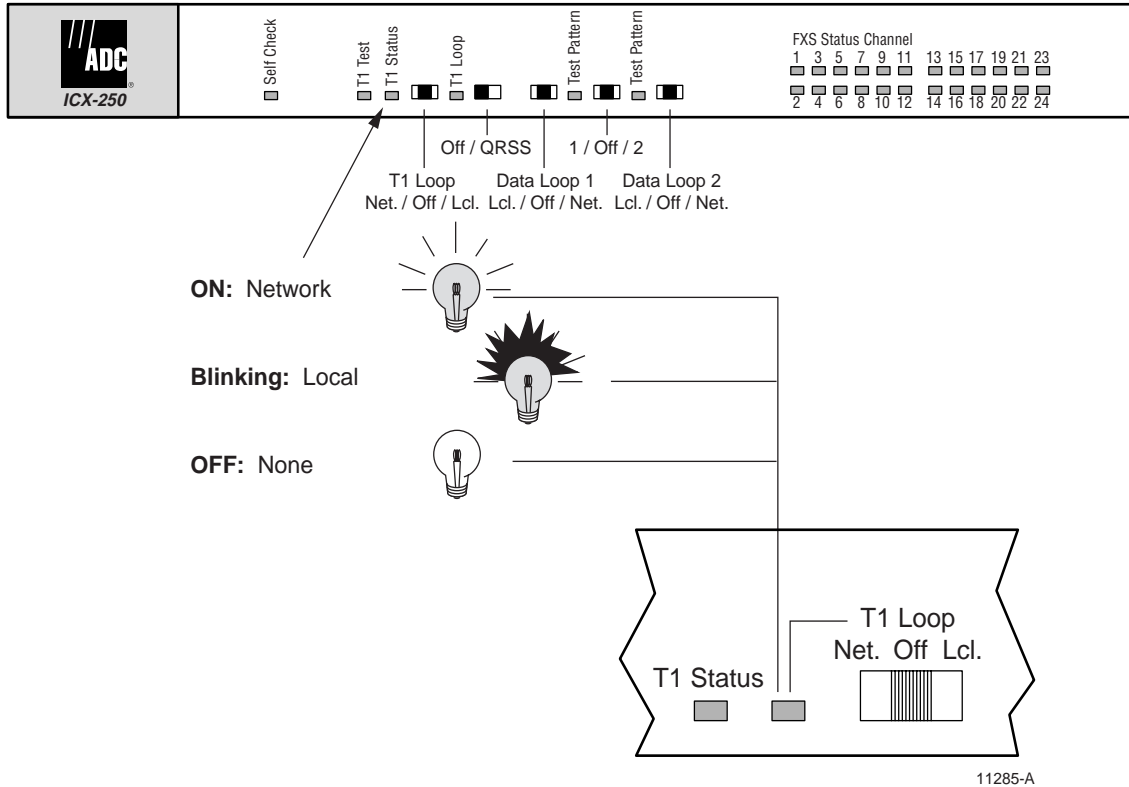 ADC®
ICX-250
Self Check
T1 Test
T1 Status
T1 Loop
Test Pattern
Test Pattern
FXS Status Channel
1 3 5 7 9 11 13 15 17 19 21 23
2 4 6 8 10 12 14 16 18 20 22 24
Off / QRSS
1 / Off / 2
T1 Loop
Net. / Off / Lcl.
Data Loop 1
Lcl. / Off / Net.
Data Loop 2
Lcl. / Off / Net.
ON: Network
Blinking: Local
OFF: None
T1 Loop
Net. Off Lcl.
T1 Status
11285-A